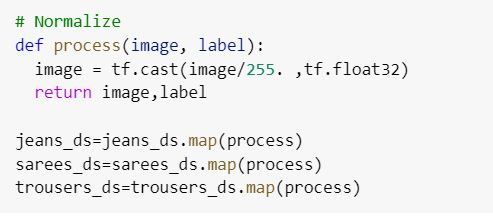 # Normalize
def process(image, label):
  image = tf.cast(image/255. ,tf.float32)
  return image,label

jeans_ds=jeans_ds.map(process)
sarees_ds=sarees_ds.map(process)
trousers_ds=trousers_ds.map(process)